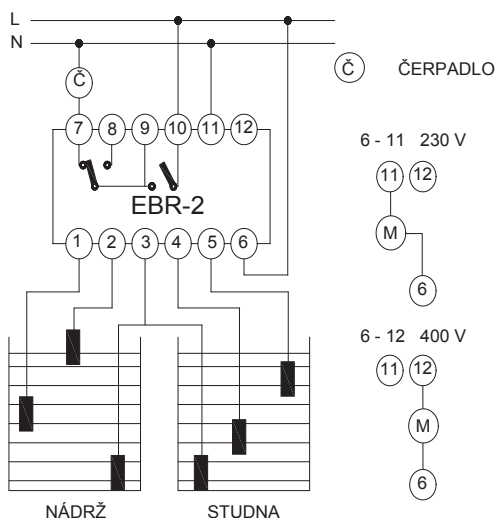 L
N
Č
Č ČERPADLO
7 8 9 10 11 12
6 - 11 230 V
11 12
EBR-2
M
1 2 3 4 5 6
6
6 - 12 400 V
11 12
M
6
NÁDRŽ STUDNA